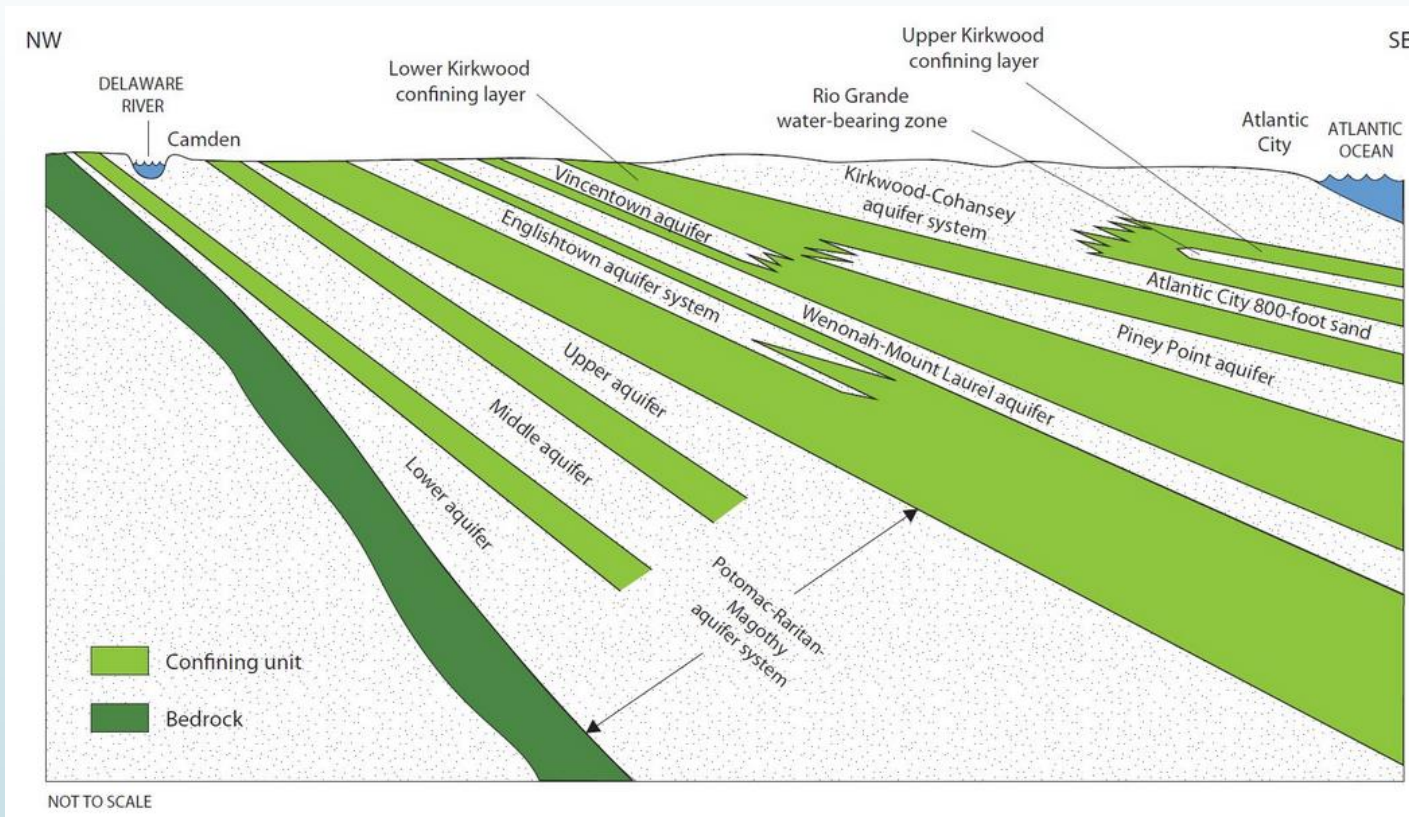 NW
SE
DELAWARE
RIVER
Camden
Lower Kirkwood
confining layer
Upper Kirkwood
confining layer
Rio Grande
water-bearing zone
Atlantic
City
ATLANTIC
OCEAN
Kirkwood-Cohansey
aquifer system
Vincentown aquifer
Englishtown aquifer system
Wenonah-Mount Laurel aquifer
Atlantic City 800-foot sand
Piney Point aquifer
Upper aquifer
Middle aquifer
Lower aquifer
Potomac-Raritan-
Magothy
aquifer system
Confining unit
Bedrock
NOT TO SCALE